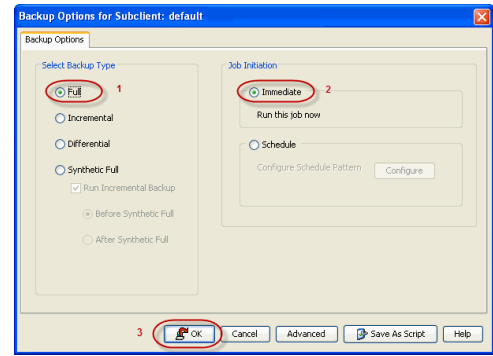 Backup Options for Subclient: default
Backup Options
Select Backup Type
Full 1
Incremental
Differential
Synthetic Full
Run Incremental Backup
Before Synthetic Full
After Synthetic Full
Job Initiation
Immediate 2
Run this job now
Schedule
Configure Schedule Pattern Configure
3 OK Cancel Advanced Save As Script Help